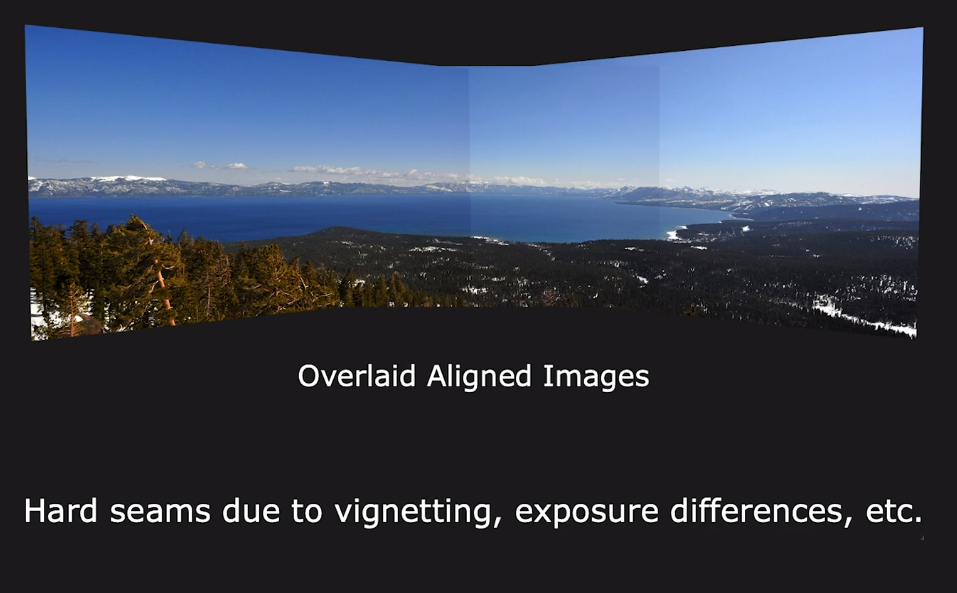 Overlaid Aligned Images
Hard seams due to vignetting, exposure differences, etc.